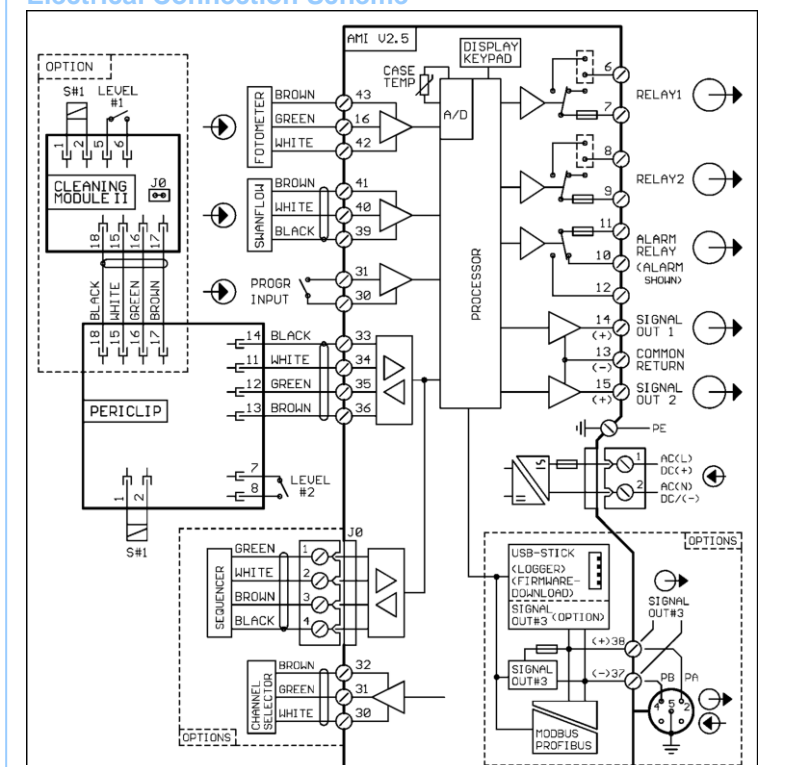 Electrical Connection Scheme
AMI V2.5
DISPLAY
KEYPAD
CASE
TEMP
A/D
PROCESSOR
OPTION
S#1
LEVEL
#1
1
2
5
6
CLEANING
MODULE II
J0
18
15
16
17
BLACK
WHITE
GREEN
BROWN
18
15
16
17
PERICLIP
14 BLACK 33
11 WHITE 34
12 GREEN 35
13 BROWN 36
7
8
LEVEL
#2
1
2
S#1
FOTOMETER
BROWN 43
GREEN 16
WHITE 42
SWANFLOW
BROWN 41
WHITE 40
BLACK 39
PROGR
INPUT
31
30
6
7
RELAY1
8
9
RELAY2
11
10
12
ALARM
RELAY
(ALARM
SHOWN)
14
(+)
SIGNAL
OUT 1
13
(-)
COMMON
RETURN
15
(+)
SIGNAL
OUT 2
PE
1
AC(L)
DC(+)
2
AC(N)
DC/(-)
J0
SEQUENCER
GREEN 1
WHITE 2
BROWN 3
BLACK 4
CHANNEL
SELECTOR
BROWN 32
GREEN 31
WHITE 30
OPTIONS
OPTIONS
USB-STICK
(LOGGER)
(FIRMWARE-
DOWNLOAD)
SIGNAL
OUT#3 (OPTION)
SIGNAL
OUT#3
(+)38
SIGNAL
OUT#3
(-)37
PB PA
4 5 2
MODBUS
PROFIBUS